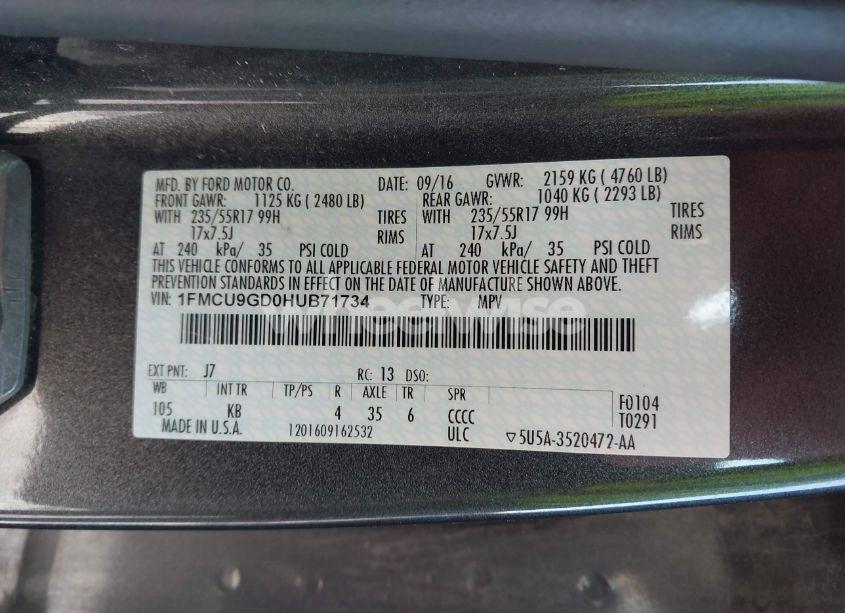 MFD. BY FORD MOTOR CO. DATE: 09/16 GVWR: 2159 KG ( 4760 LB)
FRONT GAWR: 1125 KG ( 2480 LB) REAR GAWR: 1040 KG ( 2293 LB)
WITH 235/55R17 99H TIRES WITH 235/55R17 99H TIRES
17x7.5J RIMS 17x7.5J RIMS
AT 240 kPa/ 35 PSI COLD AT 240 kPa/ 35 PSI COLD
THIS VEHICLE CONFORMS TO ALL APPLICABLE FEDERAL MOTOR VEHICLE SAFETY AND THEFT
PREVENTION STANDARDS IN EFFECT ON THE DATE OF MANUFACTURE SHOWN ABOVE.
VIN: 1FMCU9GD0HUB71734 TYPE: MPV
wheelwise
EXT PNT: J7 RC: 13 DSO:
WB INT TR TP/PS R AXLE TR SPR
105 KB 4 35 6 CCCC
F0104
T0291
MADE IN U.S.A. 1201609162532 ULC ▽5U5A-3520472-AA